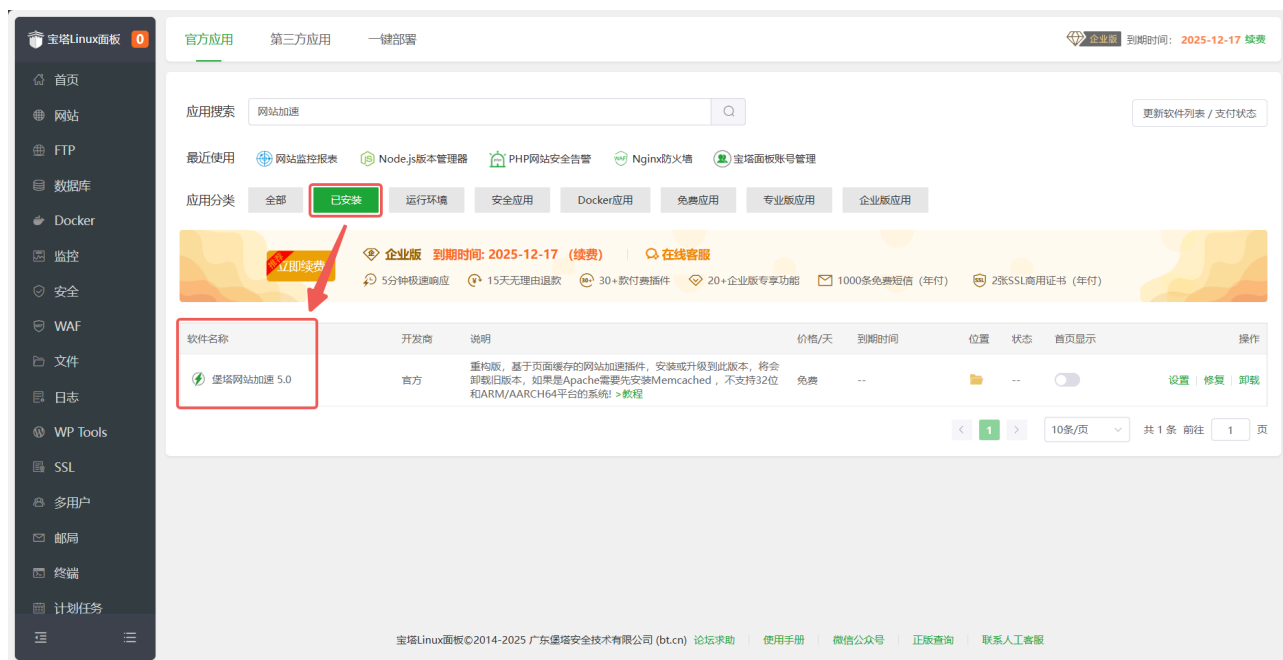 宝塔Linux面板 0
首页
网站
FTP
数据库
Docker
监控
安全
WAF
文件
日志
WP Tools
SSL
多用户
邮局
终端
计划任务
官方应用 第三方应用 一键部署
企业版 到期时间: 2025-12-17 续费
应用搜索 网站加速
更新软件列表 / 支付状态
最近使用 网站监控报表 Node.js版本管理器 PHP网站安全告警 Nginx防火墙 宝塔面板账号管理
应用分类 全部 已安装 运行环境 安全应用 Docker应用 免费应用 专业版应用 企业版应用
推荐 立即续费
企业版 到期时间: 2025-12-17 (续费) 在线客服
5分钟极速响应 15天无理由退款 30+款付费插件 20+企业版专享功能 1000条免费短信 (年付) 2张SSL商用证书 (年付)
软件名称 开发商 说明 价格/天 到期时间 位置 状态 首页显示 操作
堡塔网站加速 5.0 官方
重构版,基于页面缓存的网站加速插件,安装或升级到此版本,将会
卸载旧版本,如果是Apache需要先安装Memcached ,不支持32位
和ARM/AARCH64平台的系统! >教程
免费 -- -- 设置 修复 卸载
< 1 > 10条/页 共 1 条 前往 1 页
宝塔Linux面板©2014-2025 广东堡塔安全技术有限公司 (bt.cn) 论坛求助 使用手册 微信公众号 正版查询 联系人工客服